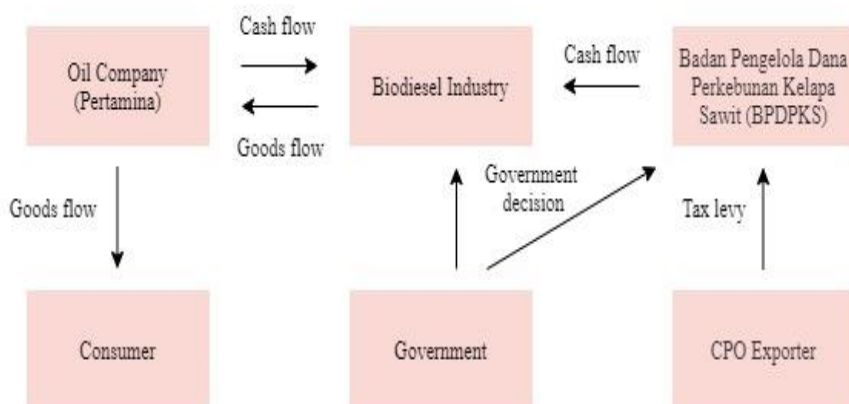 Cash flow
Oil Company
(Pertamina)
Goods flow
Biodiesel Industry
Cash flow
Badan Pengelola Dana
Perkebunan Kelapa
Sawit (BPDPKS)
Goods flow
Government
decision
Tax levy
Consumer
Government
CPO Exporter